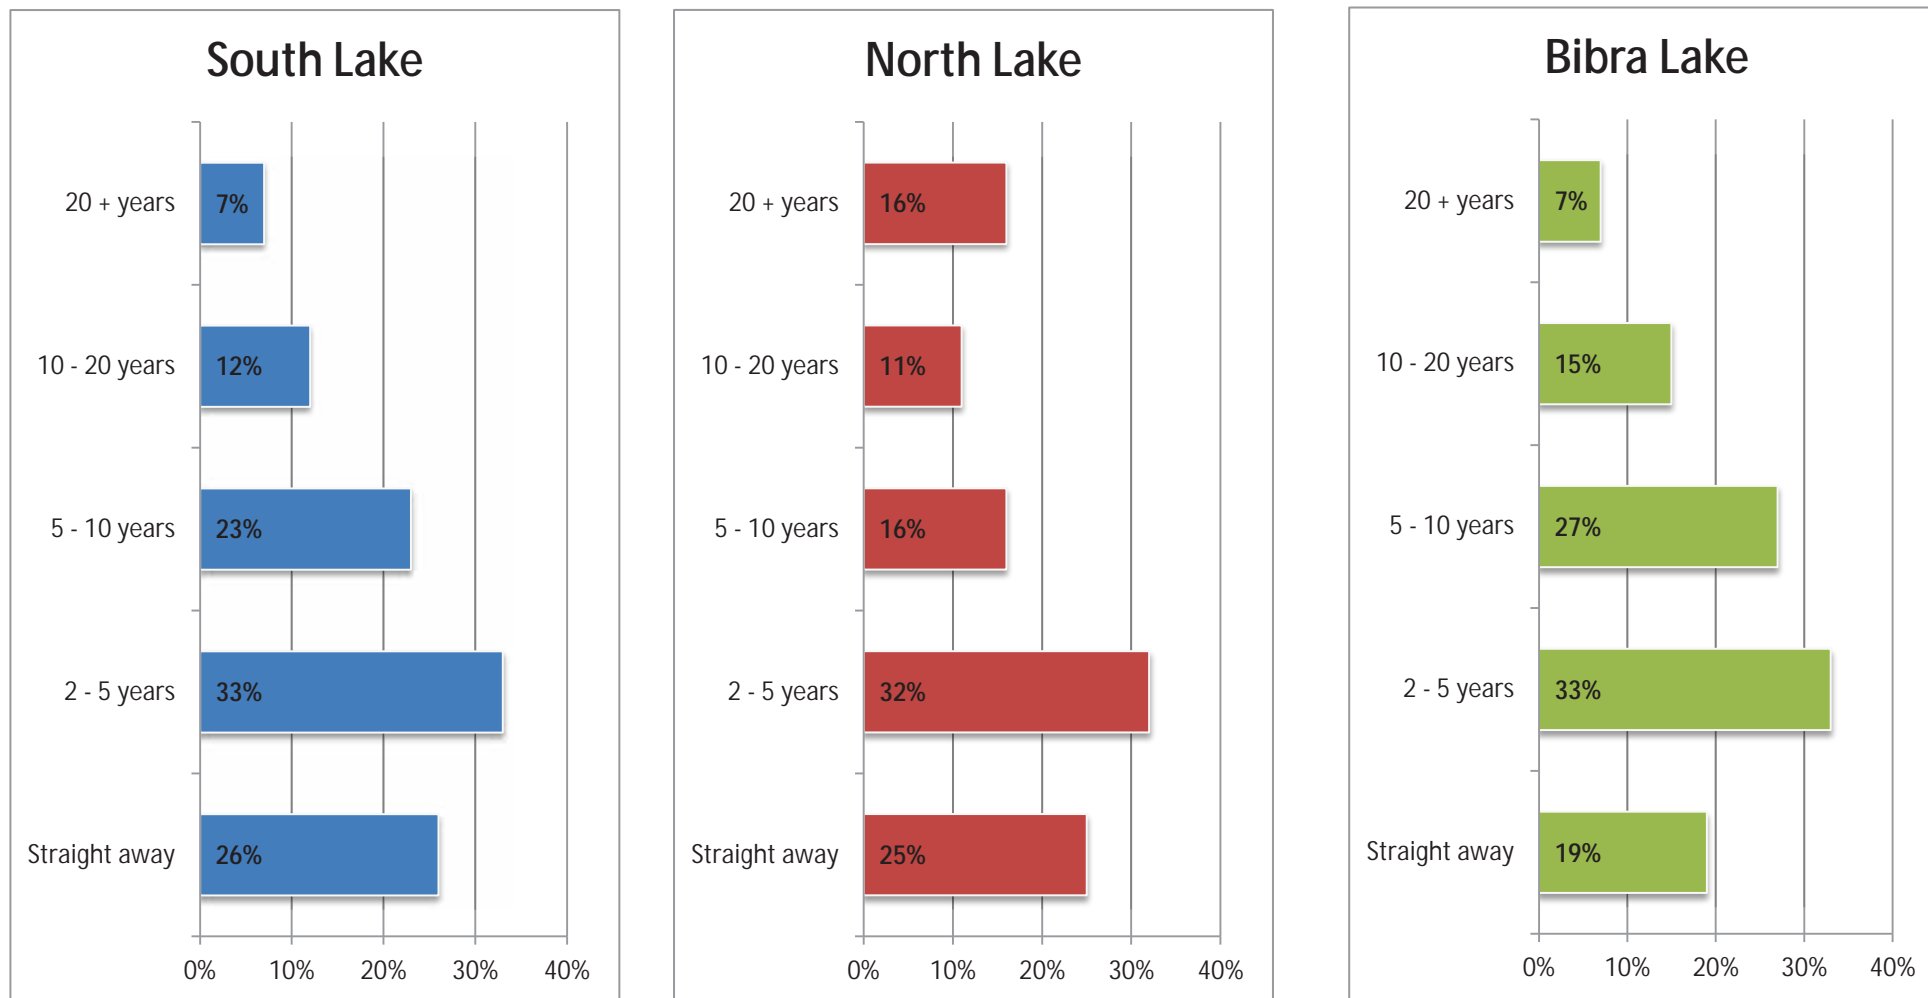 South Lake
20 + years
7%
10 - 20 years
12%
5 - 10 years
23%
2 - 5 years
33%
Straight away
26%
0% 10% 20% 30% 40%
North Lake
20 + years
16%
10 - 20 years
11%
5 - 10 years
16%
2 - 5 years
32%
Straight away
25%
0% 10% 20% 30% 40%
Bibra Lake
20 + years
7%
10 - 20 years
15%
5 - 10 years
27%
2 - 5 years
33%
Straight away
19%
0% 10% 20% 30% 40%